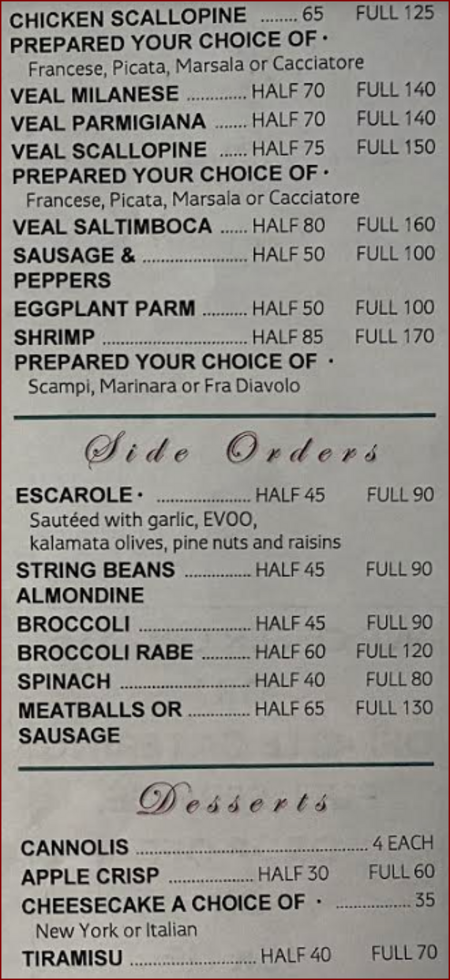 CHICKEN SCALLOPINE ........ 65 FULL 125
PREPARED YOUR CHOICE OF •
Francese, Picata, Marsala or Cacciatore
VEAL MILANESE ............. HALF 70 FULL 140
VEAL PARMIGIANA ....... HALF 70 FULL 140
VEAL SCALLOPINE ...... HALF 75 FULL 150
PREPARED YOUR CHOICE OF •
Francese, Picata, Marsala or Cacciatore
VEAL SALTIMBOCA ...... HALF 80 FULL 160
SAUSAGE & ....................... HALF 50 FULL 100
PEPPERS
EGGPLANT PARM .......... HALF 50 FULL 100
SHRIMP ................................ HALF 85 FULL 170
PREPARED YOUR CHOICE OF •
Scampi, Marinara or Fra Diavolo
Side Orders
ESCAROLE • .................... HALF 45 FULL 90
Sautéed with garlic, EVOO,
kalamata olives, pine nuts and raisins
STRING BEANS .............. HALF 45 FULL 90
ALMONDINE
BROCCOLI ........................ HALF 45 FULL 90
BROCCOLI RABE .......... HALF 60 FULL 120
SPINACH ............................ HALF 40 FULL 80
MEATBALLS OR ............. HALF 65 FULL 130
SAUSAGE
Desserts
CANNOLIS .................................................. 4 EACH
APPLE CRISP .................. HALF 30 FULL 60
CHEESECAKE A CHOICE OF • ................ 35
New York or Italian
TIRAMISU ........................... HALF 40 FULL 70